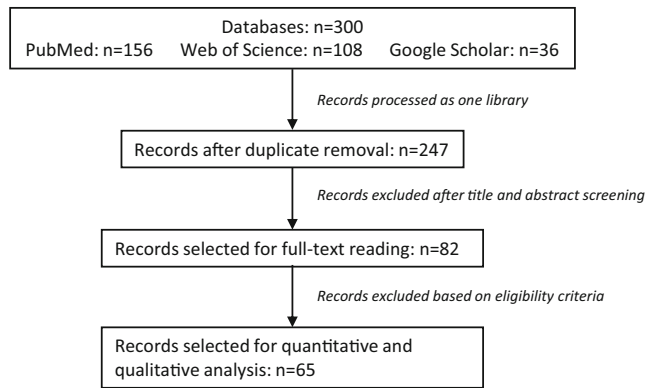 Databases: n=300
PubMed: n=156 Web of Science: n=108 Google Scholar: n=36
Records processed as one library
Records after duplicate removal: n=247
Records excluded after title and abstract screening
Records selected for full-text reading: n=82
Records excluded based on eligibility criteria
Records selected for quantitative and
qualitative analysis: n=65